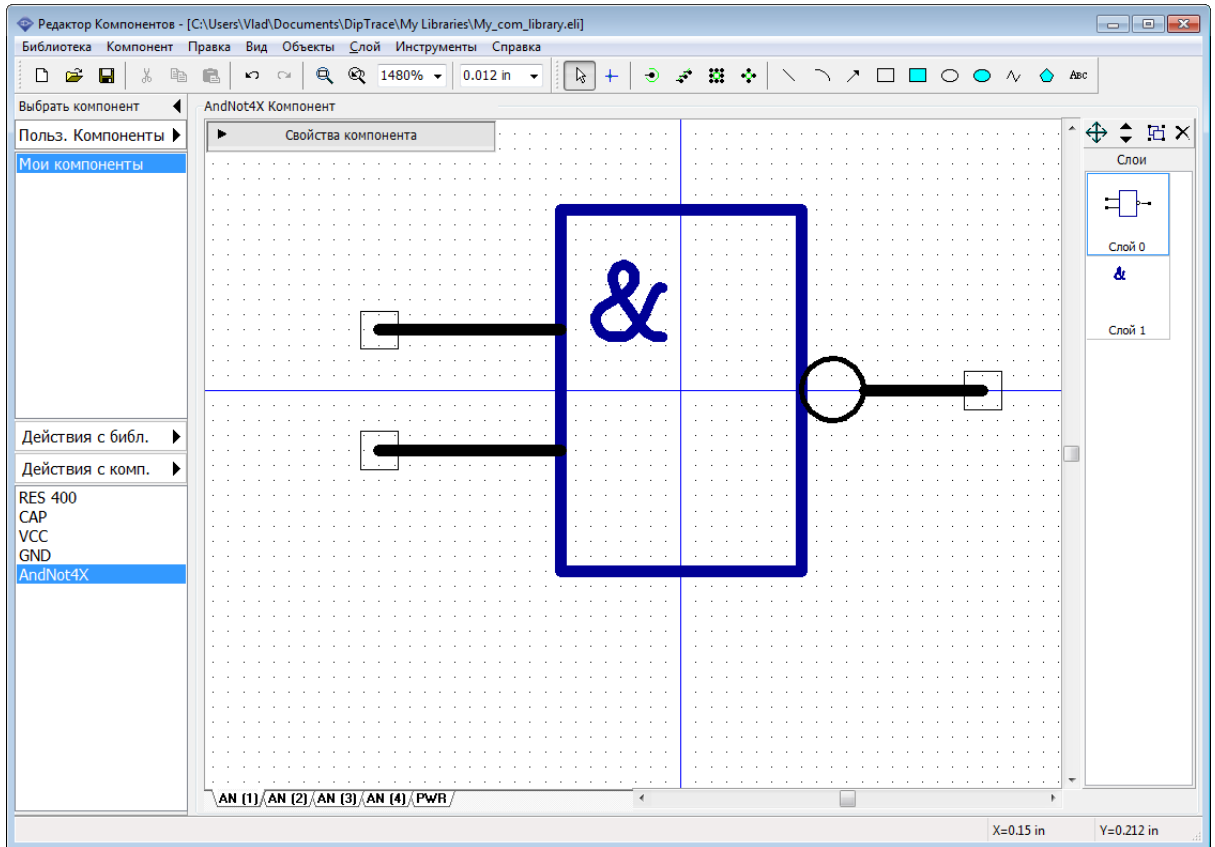 Редактор Компонентов - [C:\Users\Vlad\Documents\DipTrace\My Libraries\My_com_library.eli]
Библиотека Компонент Правка Вид Объекты Слой Инструменты Справка
1480% 0.012 in ABC
Выбрать компонент
AndNot4X Компонент
Польз. Компоненты
Свойства компонента
Мои компоненты
Слои
Слой 0
&
&
Слой 1
Действия с библ.
Действия с комп.
RES 400
CAP
VCC
GND
AndNot4X
AN (1) AN (2) AN (3) AN (4) PWR
X=0.15 in Y=0.212 in